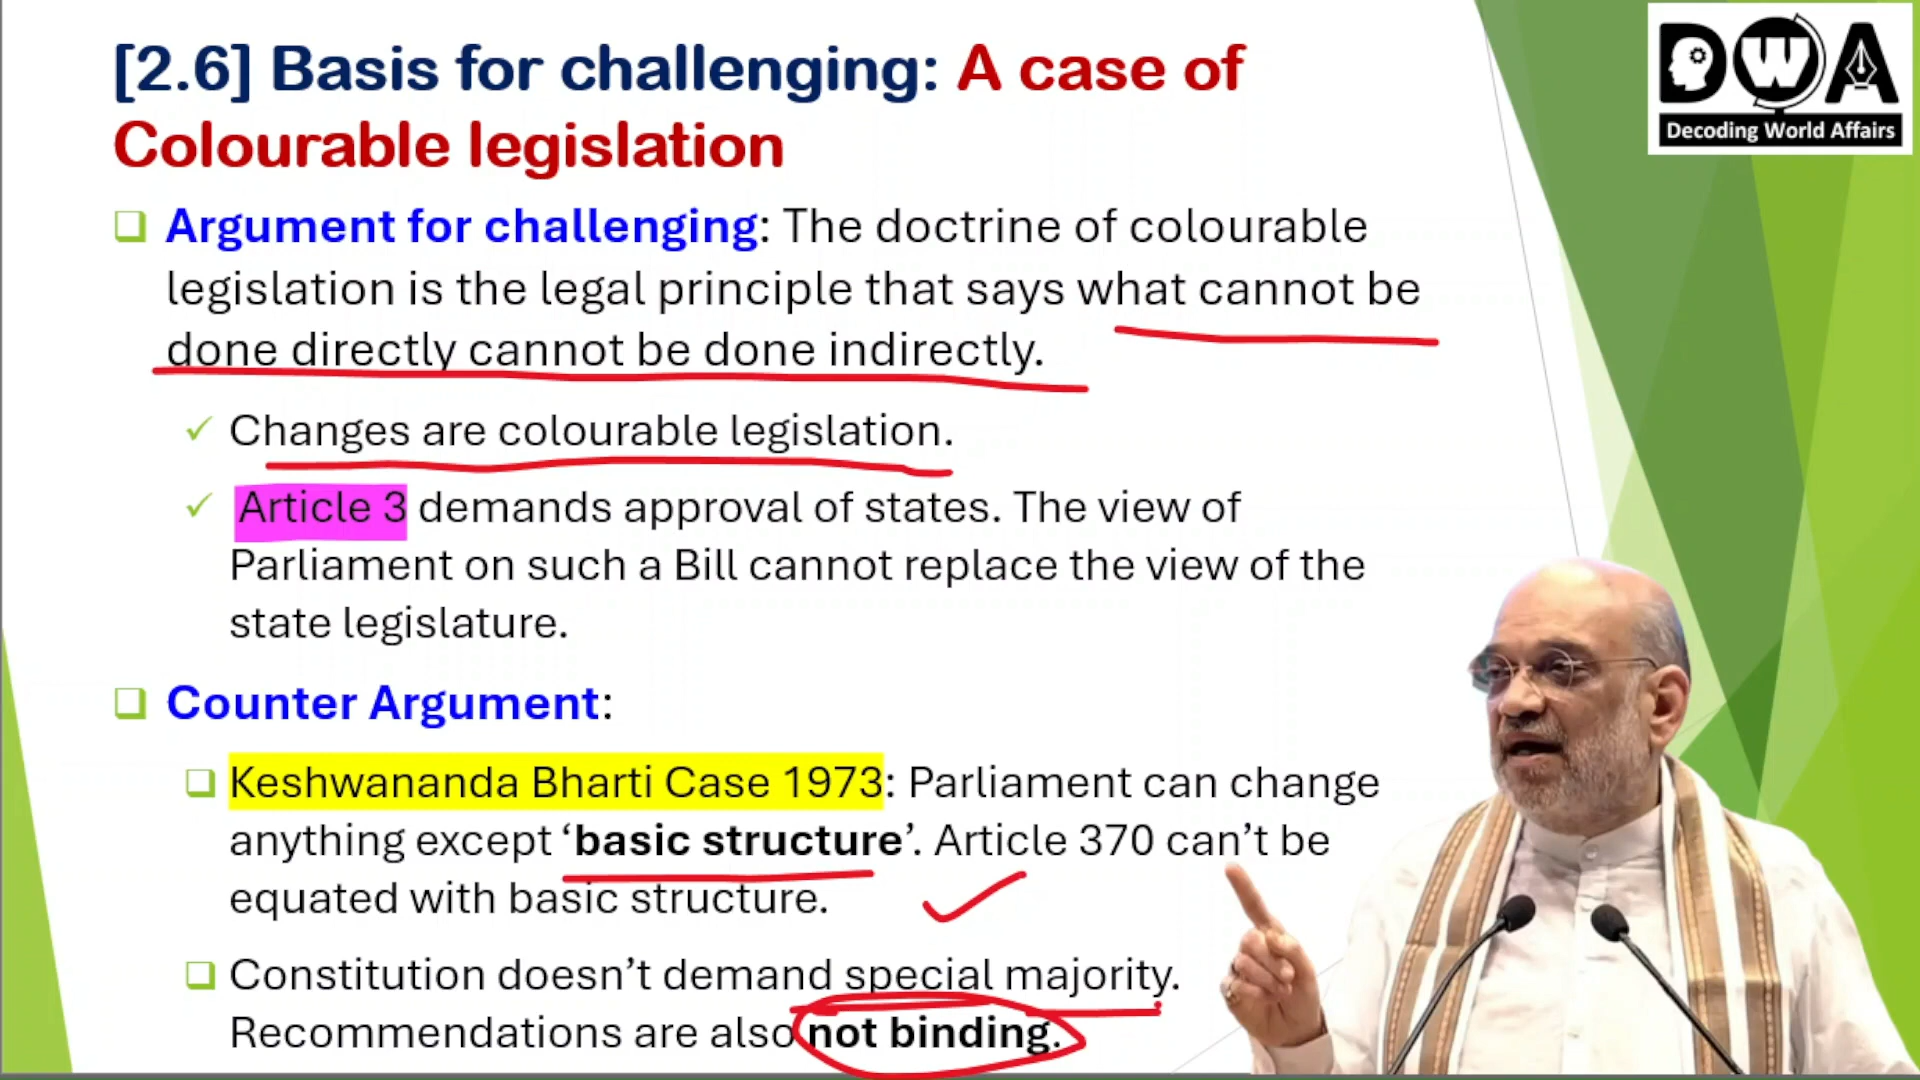 [2.6] Basis for challenging: A case of
Colourable legislation
DWA
Decoding World Affairs
Argument for challenging: The doctrine of colourable
legislation is the legal principle that says what cannot be
done directly cannot be done indirectly.
Changes are colourable legislation.
Article 3 demands approval of states. The view of
Parliament on such a Bill cannot replace the view of the
state legislature.
Counter Argument:
Keshwananda Bharti Case 1973: Parliament can change
anything except ‘basic structure’. Article 370 can’t be
equated with basic structure.
Constitution doesn’t demand special majority.
Recommendations are also not binding.